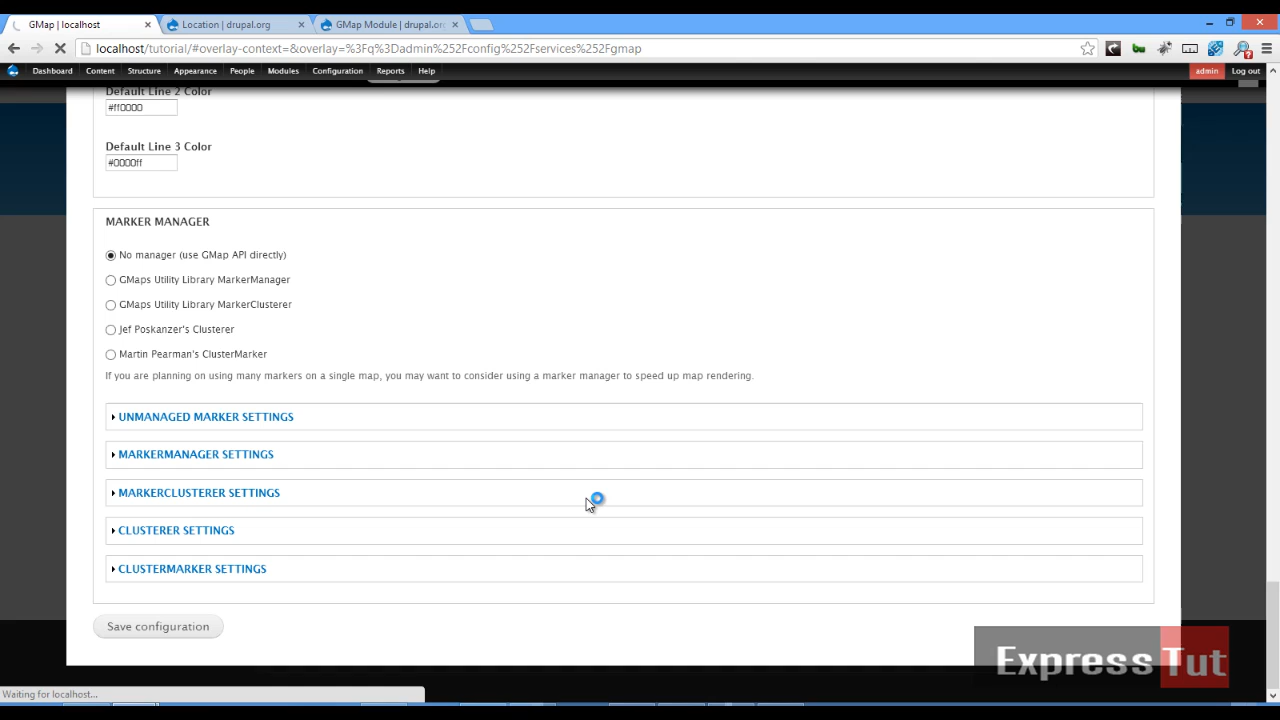 GMap | localhost
Location | drupal.org
GMap Module | drupal.or
localhost/tutorial/#overlay-context=&overlay=%3Fq%3Dadmin%252Fconfig%252Fservices%252Fgmap
Dashboard Content Structure Appearance People Modules Configuration Reports Help admin Log out
Default Line 2 Color
#ff0000
Default Line 3 Color
#0000ff
MARKER MANAGER
No manager (use GMap API directly)
GMaps Utility Library MarkerManager
GMaps Utility Library MarkerClusterer
Jef Poskanzer's Clusterer
Martin Pearman's ClusterMarker
If you are planning on using many markers on a single map, you may want to consider using a marker manager to speed up map rendering.
UNMANAGED MARKER SETTINGS
MARKERMANAGER SETTINGS
MARKERCLUSTERER SETTINGS
CLUSTERER SETTINGS
CLUSTERMARKER SETTINGS
Save configuration
Express Tut
Waiting for localhost...